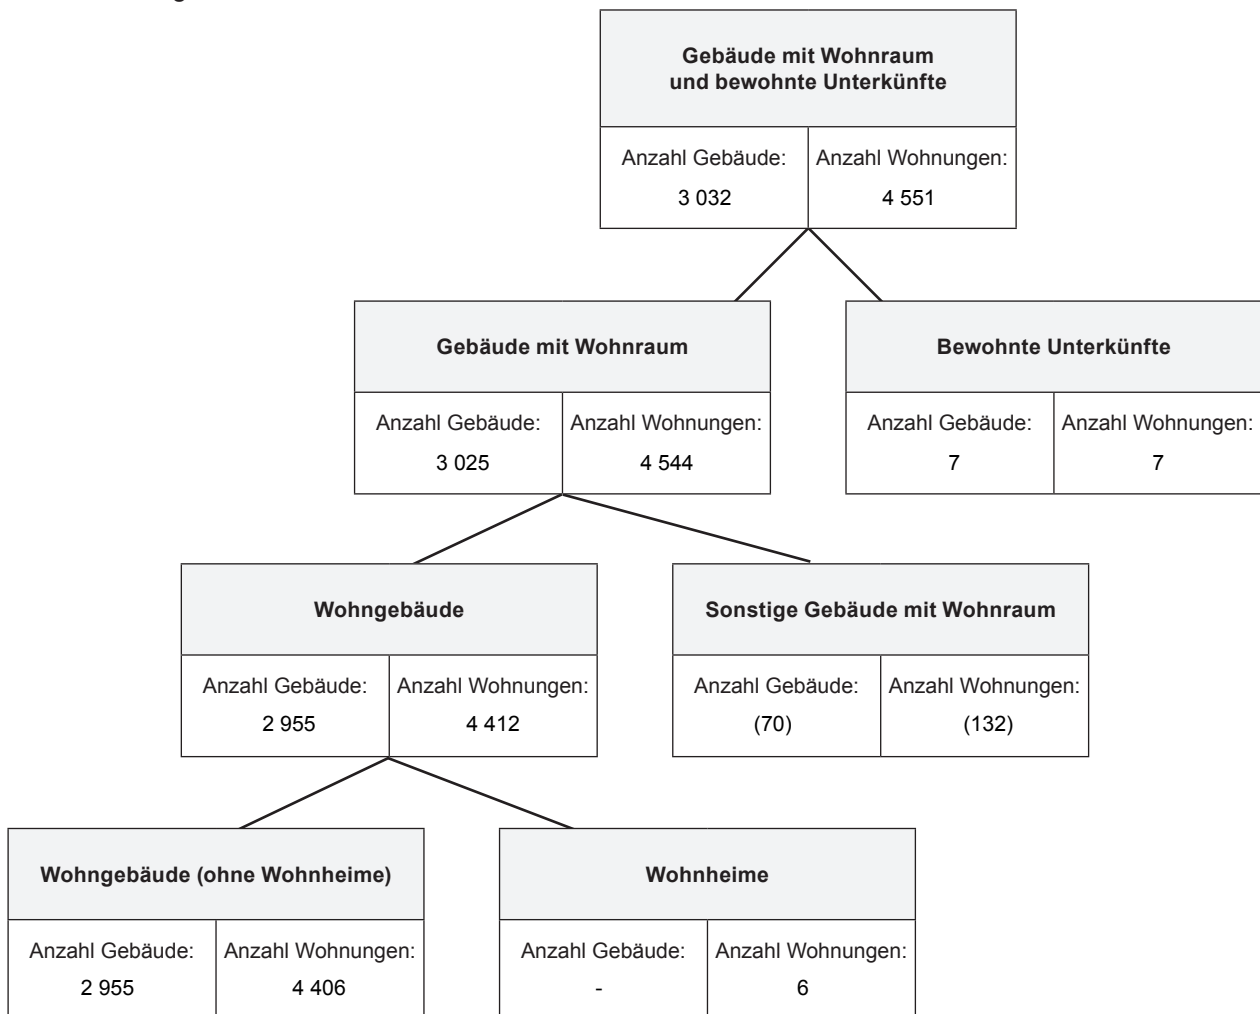 Gebäude mit Wohnraum
und bewohnte Unterkünfte
Anzahl Gebäude: Anzahl Wohnungen:
3 032 4 551
Gebäude mit Wohnraum Bewohnte Unterkünfte
Anzahl Gebäude: Anzahl Wohnungen: Anzahl Gebäude: Anzahl Wohnungen:
3 025 4 544 7 7
Wohngebäude Sonstige Gebäude mit Wohnraum
Anzahl Gebäude: Anzahl Wohnungen: Anzahl Gebäude: Anzahl Wohnungen:
2 955 4 412 (70) (132)
Wohngebäude (ohne Wohnheime) Wohnheime
Anzahl Gebäude: Anzahl Wohnungen: Anzahl Gebäude: Anzahl Wohnungen:
2 955 4 406 - 6